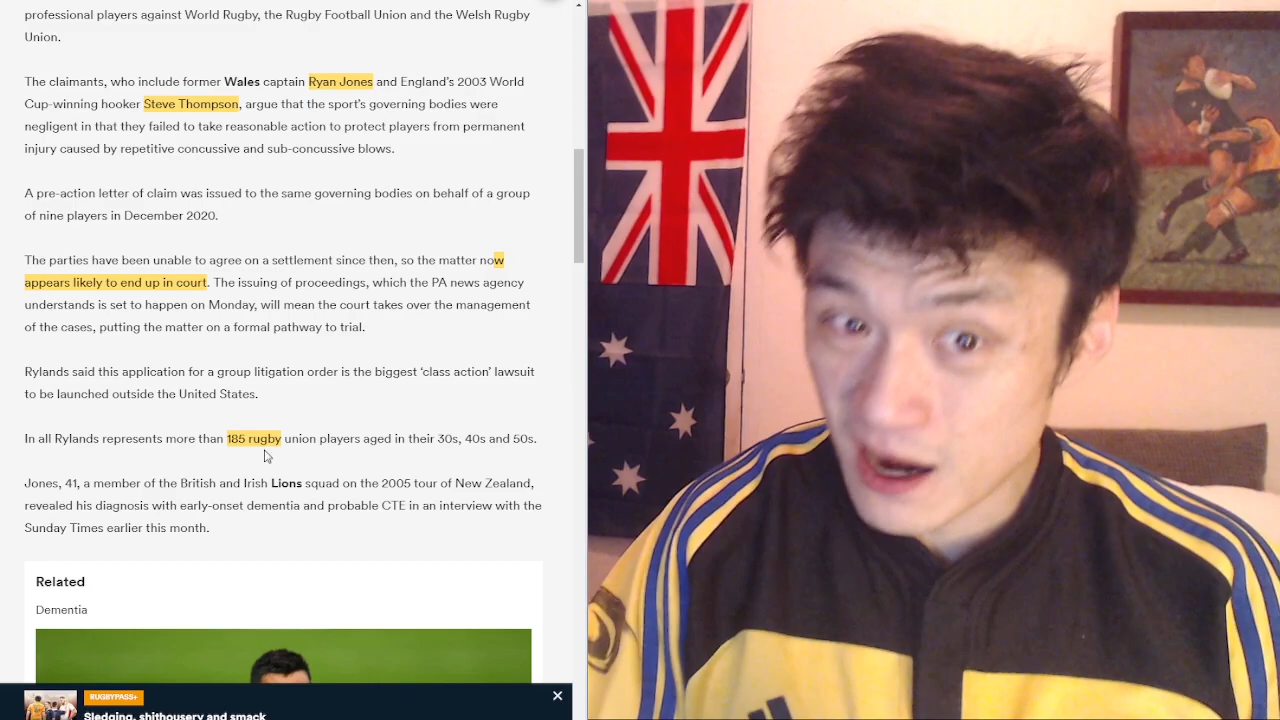 professional players against World Rugby, the Rugby Football Union and the Welsh Rugby
Union.
The claimants, who include former Wales captain Ryan Jones and England's 2003 World
Cup-winning hooker Steve Thompson, argue that the sport's governing bodies were
negligent in that they failed to take reasonable action to protect players from permanent
injury caused by repetitive concussive and sub-concussive blows.
A pre-action letter of claim was issued to the same governing bodies on behalf of a group
of nine players in December 2020.
The parties have been unable to agree on a settlement since then, so the matter now
appears likely to end up in court. The issuing of proceedings, which the PA news agency
understands is set to happen on Monday, will mean the court takes over the management
of the cases, putting the matter on a formal pathway to trial.
Rylands said this application for a group litigation order is the biggest ‘class action’ lawsuit
to be launched outside the United States.
In all Rylands represents more than 185 rugby union players aged in their 30s, 40s and 50s.
Jones, 41, a member of the British and Irish Lions squad on the 2005 tour of New Zealand,
revealed his diagnosis with early-onset dementia and probable CTE in an interview with the
Sunday Times earlier this month.
Related
Dementia
RUGBYPASS+
Sledging, shithousery and smack